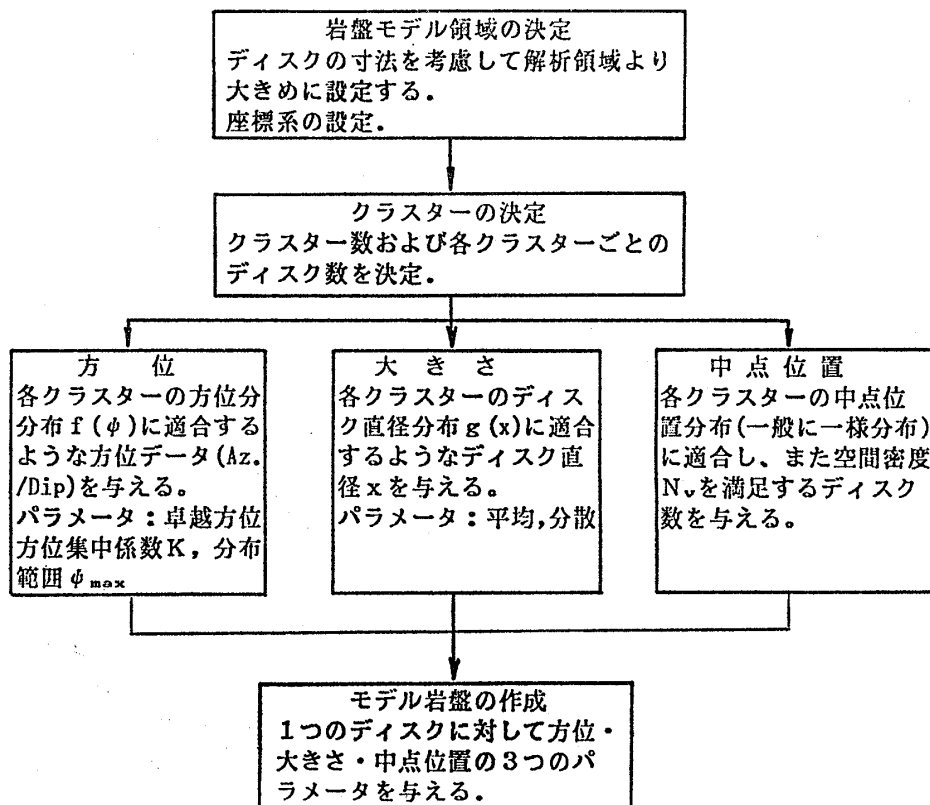 岩盤モデル領域の決定
ディスクの寸法を考慮して解析領域より
大きめに設定する.
座標系の設定.
クラスターの決定
クラスター数および各クラスターごとの
ディスク数を決定.
方 位
各クラスターの方位分
分布f(ψ)に適合する
ような方位データ(Az.
/Dip)を与える。
パラメータ:卓越方位
方位集中係数K,分布
範囲ψmax
大きさ
各クラスターのディス
ク直径分布g(x)に適合
するようなディスク直
径xを与える。
パラメータ:平均,分散
中点位置
各クラスターの中点位
置分布(一般に一様分布)
に適合し、また空間密度
Nvを満足するディスク
数を与える。
モデル岩盤の作成
1つのディスクに対して方位・
大きさ・中点位置の3つのパ
ラメータを与える.